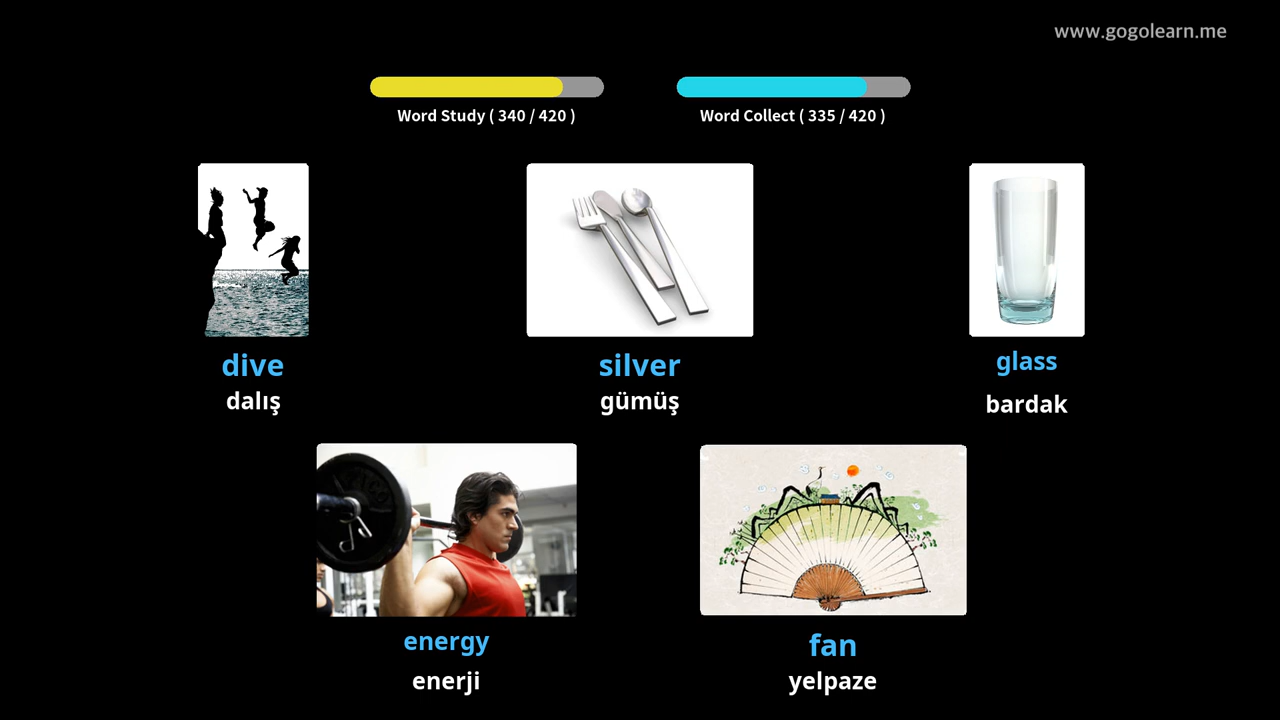 www.gogolearn.me
Word Study ( 340 / 420 )
Word Collect ( 335 / 420 )
dive
dalış
silver
gümüş
glass
bardak
energy
enerji
fan
yelpaze